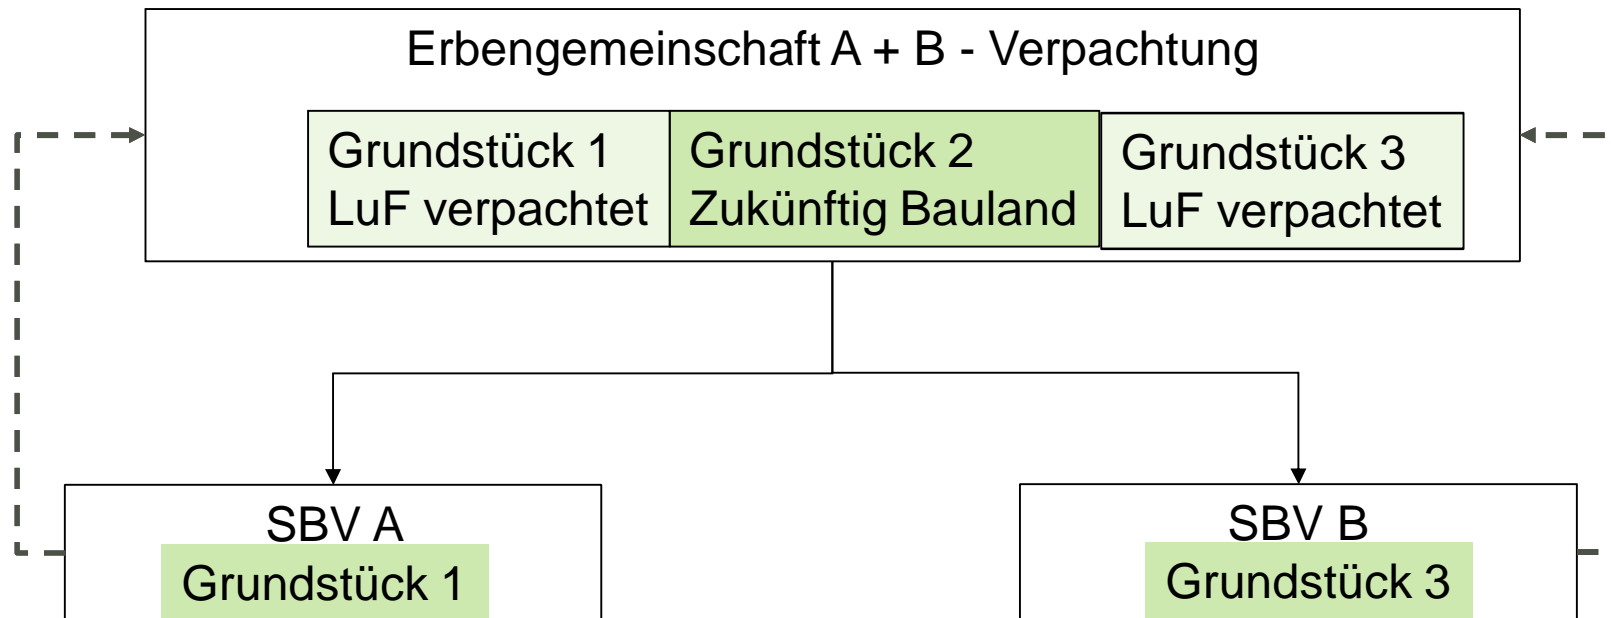 Erbengemeinschaft A + B - Verpachtung
Grundstück 1
LuF verpachtet
Grundstück 2
Zukünftig Bauland
Grundstück 3
LuF verpachtet
SBV A
Grundstück 1
SBV B
Grundstück 3